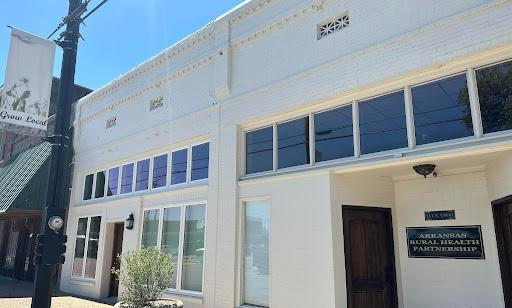 Grow Local
ARKANSAS
RURAL HEALTH
PARTNERSHIP